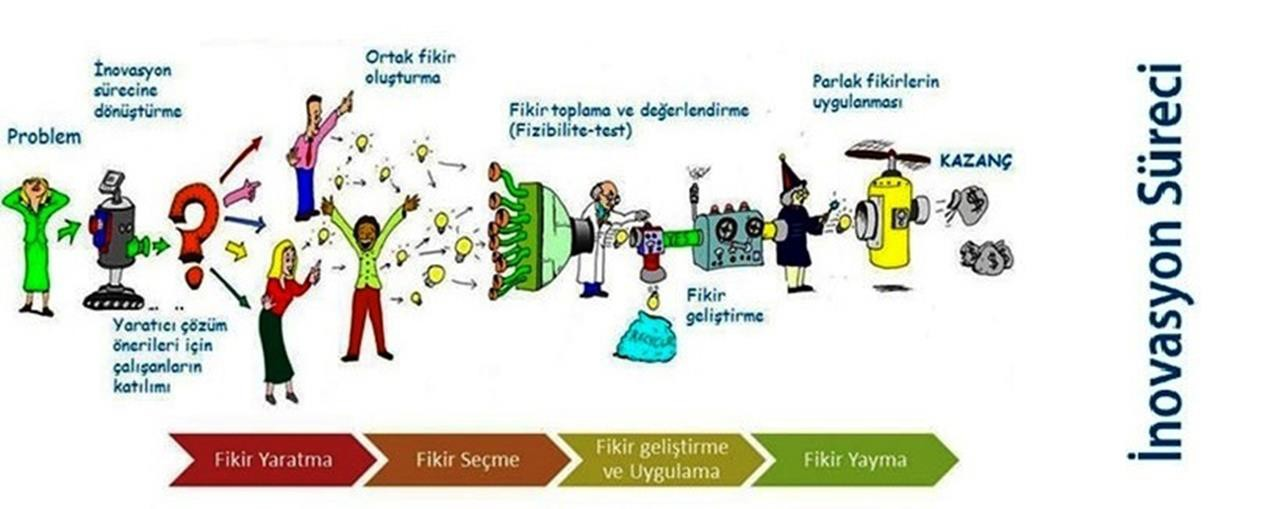 Problem
İnovasyon
sürecine
dönüştürme
Yaratıcı çözüm
önerileri için
çalışanların
katılımı
Ortak fikir
oluşturma
Fikir toplama ve değerlendirme
(Fizibilite-test)
RECYCLE
Fikir
geliştirme
Parlak fikirlerin
uygulanması
KAZANÇ
Fikir Yaratma
Fikir Seçme
Fikir geliştirme
ve Uygulama
Fikir Yayma
İnovasyon Süreci